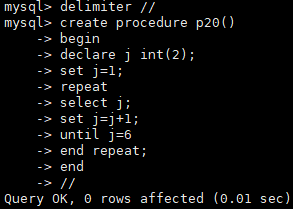 mysql> delimiter //
mysql> create procedure p20()
    -> begin
    -> declare j int(2);
    -> set j=1;
    -> repeat
    -> select j;
    -> set j=j+1;
    -> until j=6
    -> end repeat;
    -> end
    -> //
Query OK, 0 rows affected (0.01 sec)